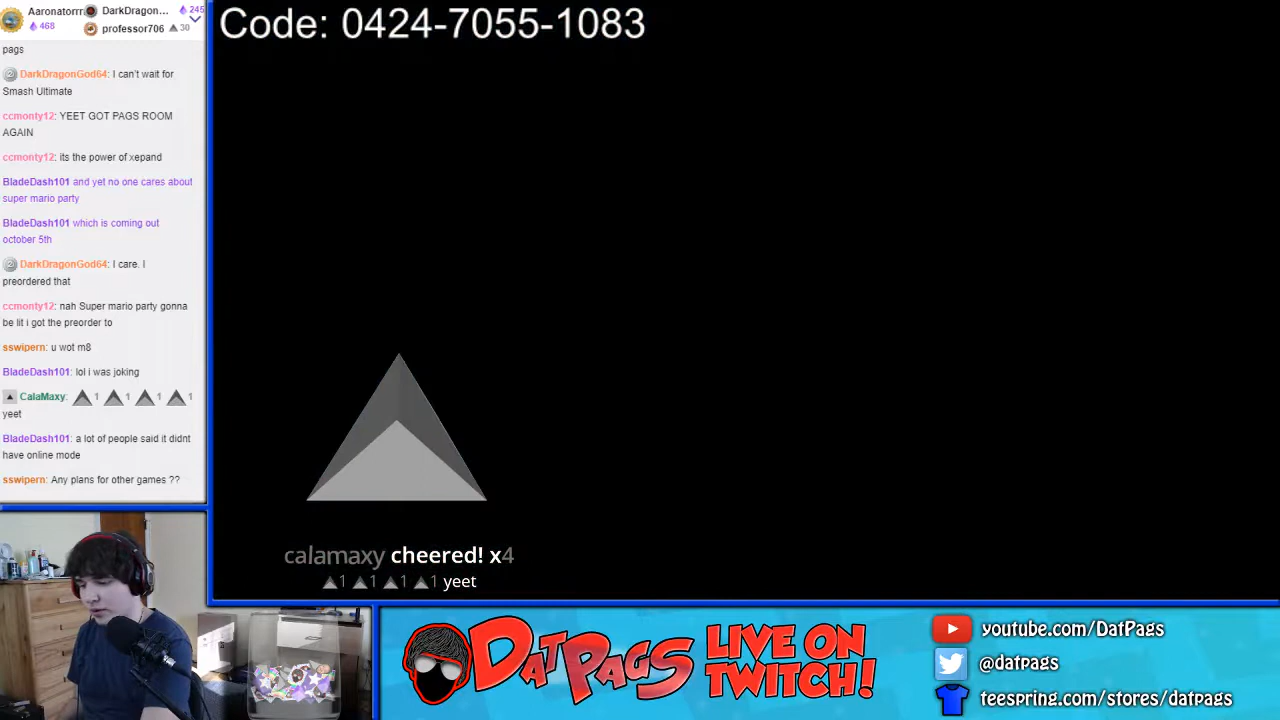 Aaronatorrr
468
DarkDragon... 245
professor706 30
pags
DarkDragonGod64: I can't wait for
Smash Ultimate
ccmonty12: YEET GOT PAGS ROOM
AGAIN
ccmonty12: its the power of xepand
BladeDash101 and yet no one cares about
super mario party
BladeDash101 which is coming out
october 5th
DarkDragonGod64: I care. I
preordered that
ccmonty12: nah Super mario party gonna
be lit i got the preorder to
sswipern: u wot m8
BladeDash101: lol i was joking
CalaMaxy: 1 1 1 1
yeet
BladeDash101: a lot of people said it didnt
have online mode
sswipern: Any plans for other games ??
Code: 0424-7055-1083
calamaxy cheered! x4
1 1 1 1 yeet
DATPAGS
LIVE ON
TWITCH!
youtube.com/DatPags
@datpags
teespring.com/stores/datpags